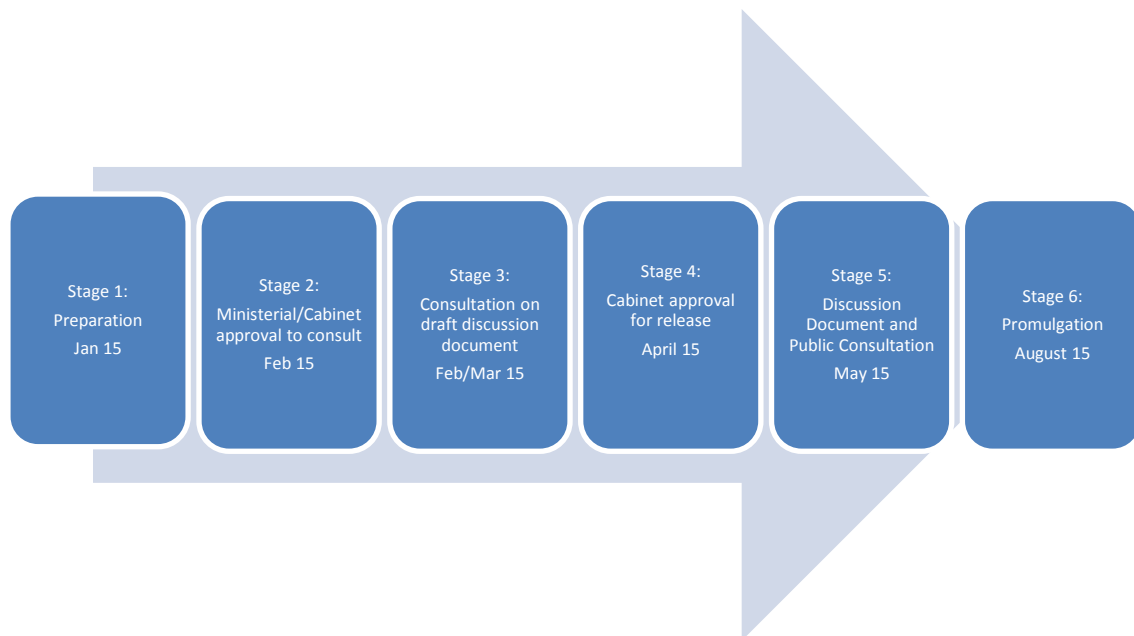 Stage 1:
Preparation
Jan 15
Stage 2:
Ministerial/Cabinet
approval to consult
Feb 15
Stage 3:
Consultation on
draft discussion
document
Feb/Mar 15
Stage 4:
Cabinet approval
for release
April 15
Stage 5:
Discussion
Document and
Public Consultation
May 15
Stage 6:
Promulgation
August 15